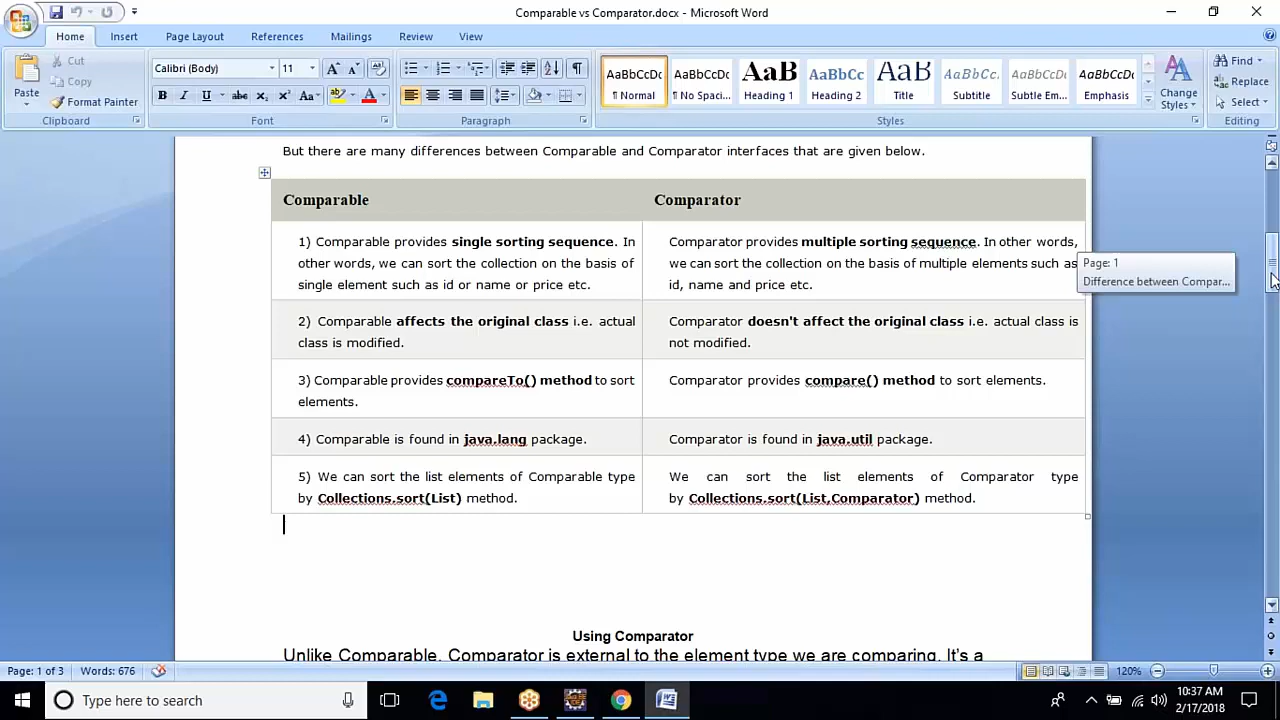 Comparable vs Comparator.docx - Microsoft Word
Home Insert Page Layout References Mailings Review View
Cut
Copy
Format Painter
Paste
Clipboard
Calibri (Body) 11
B I U abc x₂ x² Aa A
Font
Paragraph
AaBbCcDc AaBbCcDc AaB AaBbCc AaB AaBbCc. AaBbCcDc AaBbCcDc
¶ Normal ¶ No Spaci... Heading 1 Heading 2 Title Subtitle Subtle Em... Emphasis
Change
Styles
Styles
Find
Replace
Select
Editing
But there are many differences between Comparable and Comparator interfaces that are given below.
Comparable Comparator
1) Comparable provides single sorting sequence. In
other words, we can sort the collection on the basis of
single element such as id or name or price etc.
Comparator provides multiple sorting sequence. In other words,
we can sort the collection on the basis of multiple elements such as
id, name and price etc.
2) Comparable affects the original class i.e. actual
class is modified.
Comparator doesn't affect the original class i.e. actual class is
not modified.
3) Comparable provides compareTo() method to sort
elements.
Comparator provides compare() method to sort elements.
4) Comparable is found in java.lang package.
Comparator is found in java.util package.
5) We can sort the list elements of Comparable type
by Collections.sort(List) method.
We can sort the list elements of Comparator type
by Collections.sort(List,Comparator) method.
Page: 1
Difference between Compar...
Using Comparator
Unlike Comparable, Comparator is external to the element type we are comparing. It's a
Page: 1 of 3 Words: 676 120%
Type here to search
10:37 AM
2/17/2018